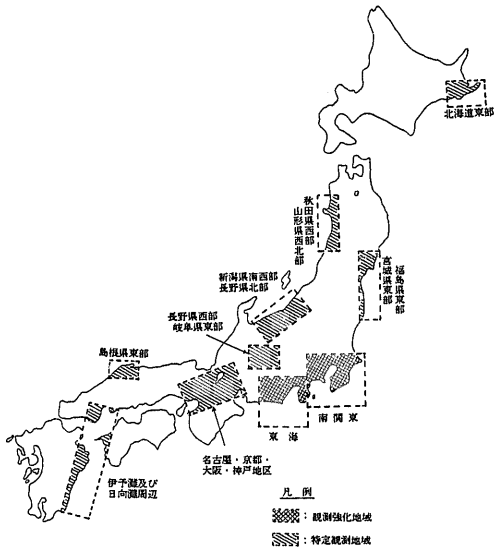 北海道東部
秋田県西部
山形県西北部
福島県東部
宮城県東部
新潟県南西部
長野県北部
長野県西部
岐阜県東部
島根県東部
東海
南関東
名古屋・京都・
大阪・神戸地区
伊予灘及び
日向灘周辺
凡例
：観測強化地域
：特定観測地域